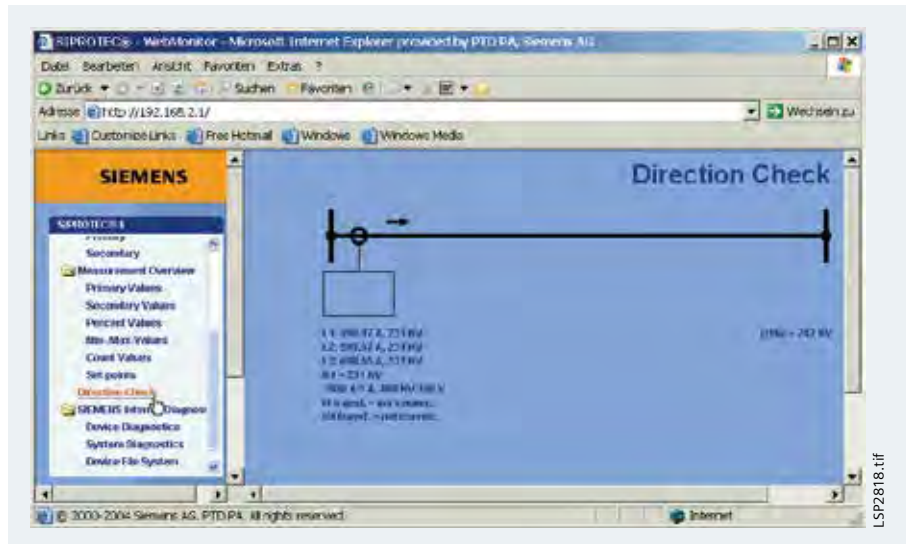 SIPROTEC® - WebMonitor - Microsoft Internet Explorer provided by PTD PA, Siemens AG
Datei Bearbeiten Ansicht Favoriten Extras ?
Zurück Suchen Favoriten
Adresse http://192.168.2.1/ Wechseln zu
Links Customize Links Free Hotmail Windows Windows Media
SIEMENS
Direction Check
Primary
Secondary
Measurement Overview
Primary Values
Secondary Values
Percent Values
Min-Max-Values
Count Values
Set points
Direction Check
SIEMENS Diagnose
Device Diagnostics
System Diagnostics
Device File System
231 kV
© 2000-2004 Siemens AG, PTD PA. All rights reserved. Internet
LSP2818.tif